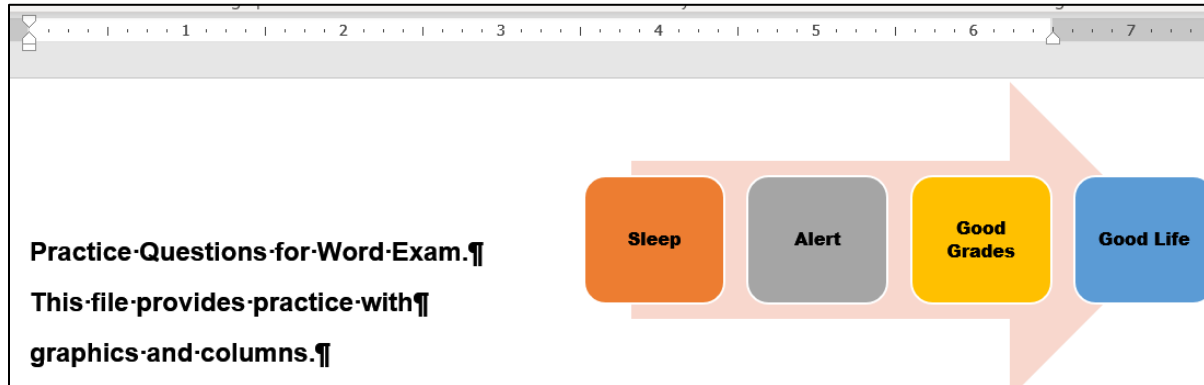 1 2 3 4 5 6 7
Sleep
Alert
Good
Grades
Good Life
Practice·Questions·for·Word·Exam.¶
This·file·provides·practice·with¶
graphics·and·columns.¶